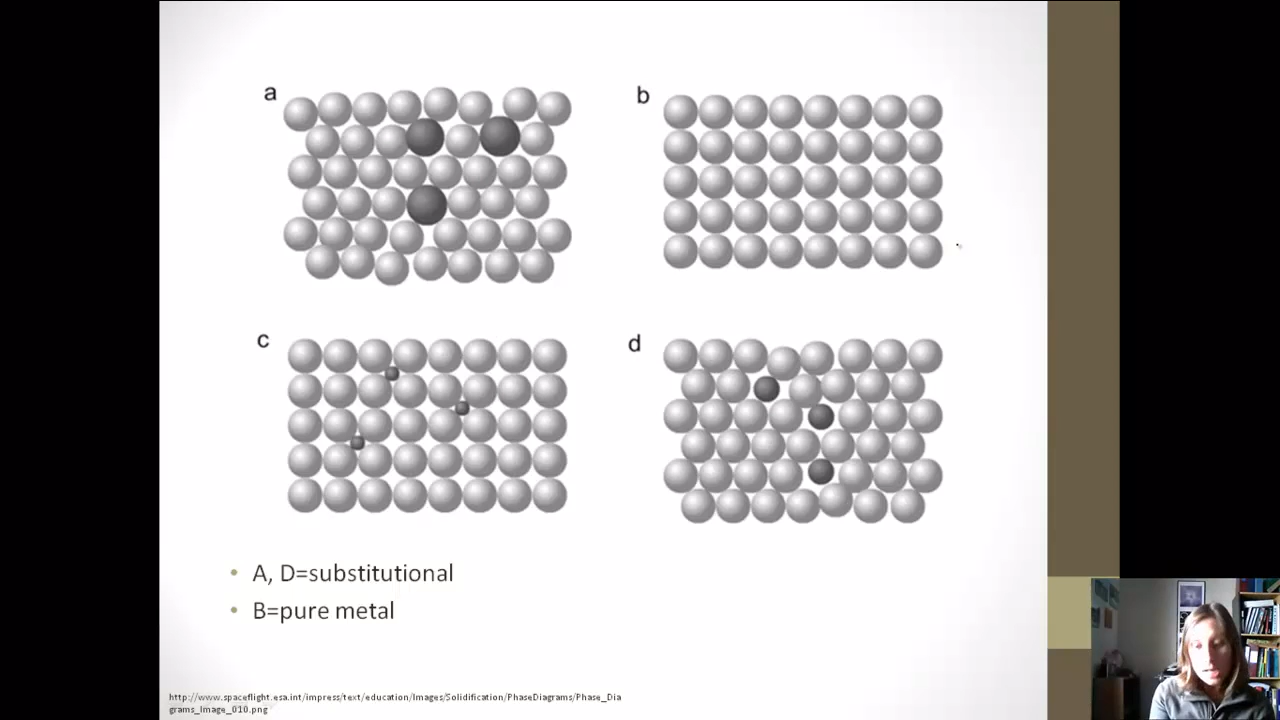 a
b
c
d
• A, D=substitutional
• B=pure metal
http://www.spaceflight.esa.int/impress/text/education/Images/Solidification/PhaseDiagrams/Phase_Dia
grams_Image_010.png